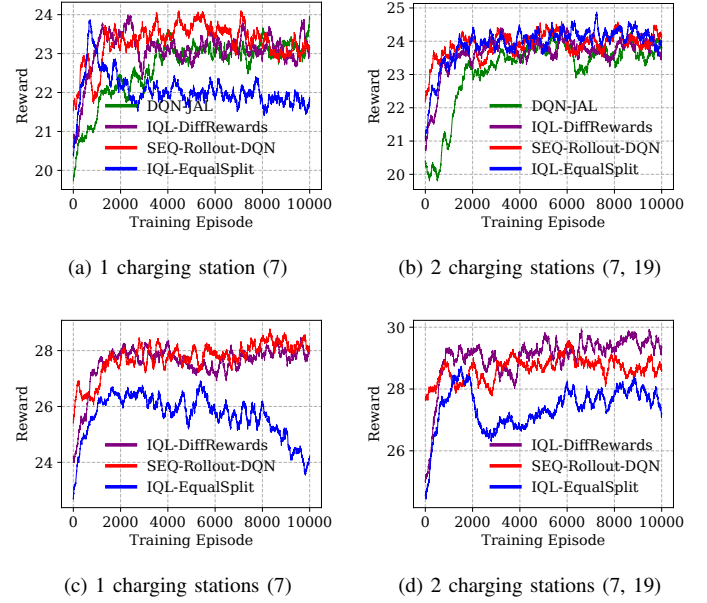 24
23
22
21
20
Reward
DQN-JAL
IQL-DiffRewards
SEQ-Rollout-DQN
IQL-EqualSplit
0 2000 4000 6000 8000 10000
Training Episode
(a) 1 charging station (7)
25
24
23
22
21
20
Reward
DQN-JAL
IQL-DiffRewards
SEQ-Rollout-DQN
IQL-EqualSplit
0 2000 4000 6000 8000 10000
Training Episode
(b) 2 charging stations (7, 19)
28
26
24
Reward
IQL-DiffRewards
SEQ-Rollout-DQN
IQL-EqualSplit
0 2000 4000 6000 8000 10000
Training Episode
(c) 1 charging stations (7)
30
28
26
Reward
IQL-DiffRewards
SEQ-Rollout-DQN
IQL-EqualSplit
0 2000 4000 6000 8000 10000
Training Episode
(d) 2 charging stations (7, 19)